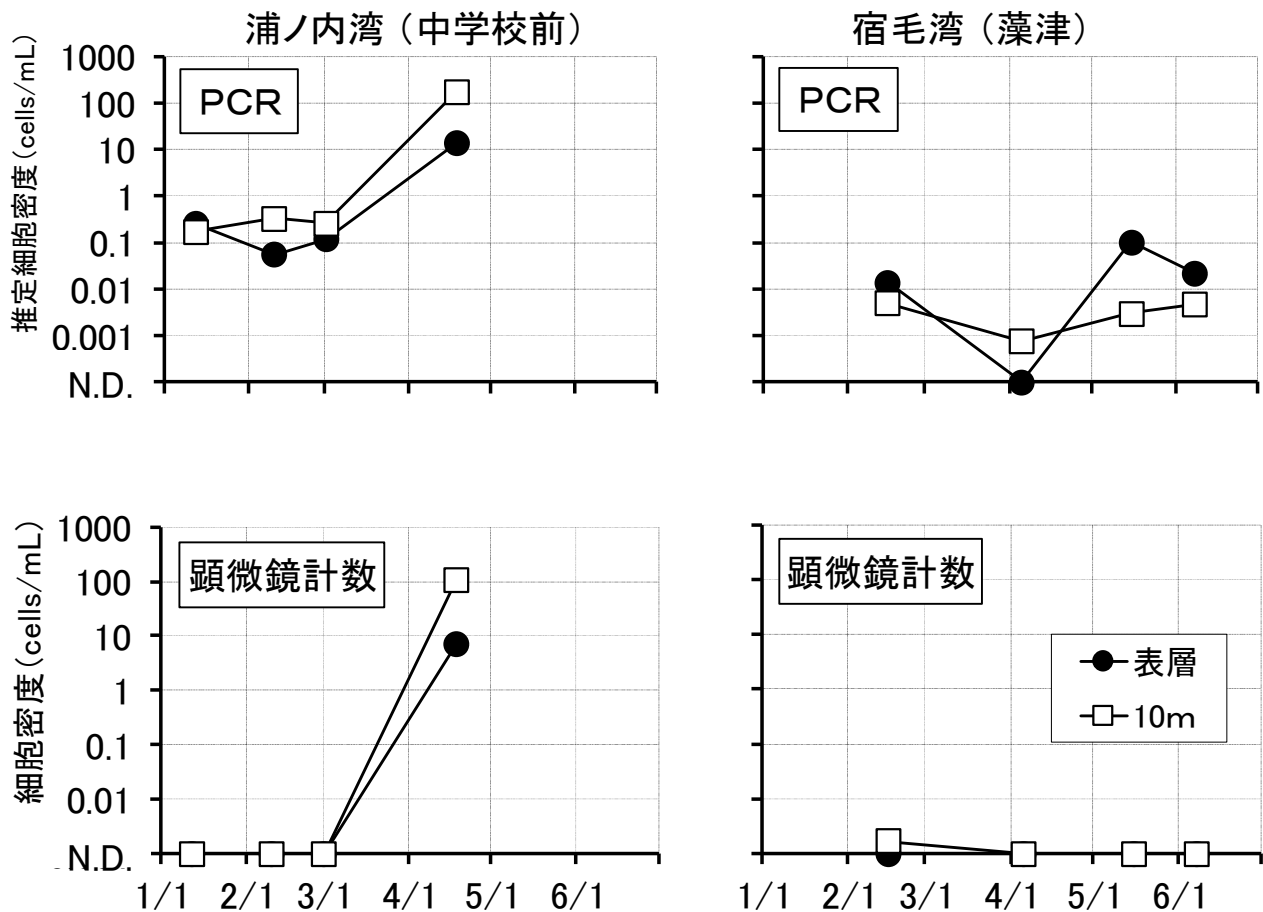 浦ノ内湾（中学校前）
宿毛湾（藻津）
推定細胞密度（cells/mL）
1000
100
10
1
0.1
0.01
0.001
N.D.
PCR
PCR
細胞密度（cells/mL）
1000
100
10
1
0.1
0.01
N.D.
顕微鏡計数
顕微鏡計数
表層
10m
1/1 2/1 3/1 4/1 5/1 6/1
1/1 2/1 3/1 4/1 5/1 6/1